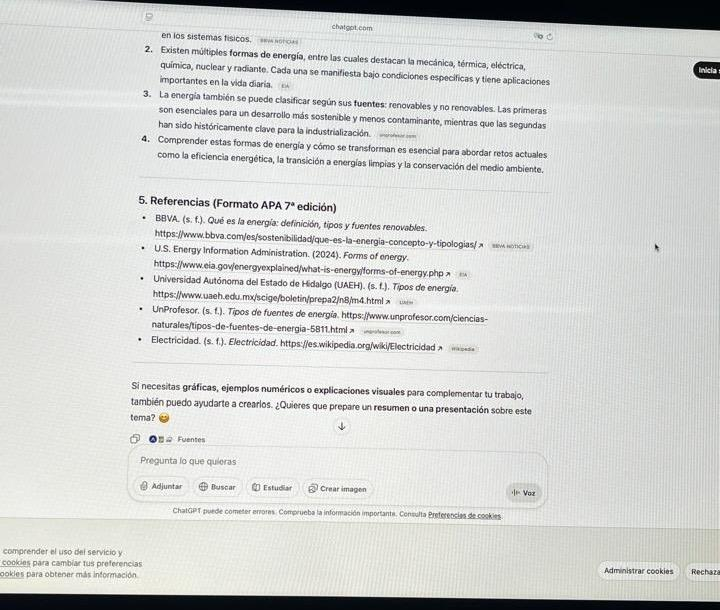 chatgpt.com
en los sistemas físicos. BBVA NOTICIAS
Inicia
2. Existen múltiples formas de energía, entre las cuales destacan la mecánica, térmica, eléctrica,
química, nuclear y radiante. Cada una se manifiesta bajo condiciones específicas y tiene aplicaciones
importantes en la vida diaria. EIA
3. La energía también se puede clasificar según sus fuentes: renovables y no renovables. Las primeras
son esenciales para un desarrollo más sostenible y menos contaminante, mientras que las segundas
han sido históricamente clave para la industrialización. unprofesor.com
4. Comprender estas formas de energía y cómo se transforman es esencial para abordar retos actuales
como la eficiencia energética, la transición a energías limpias y la conservación del medio ambiente.
5. Referencias (Formato APA 7ª edición)
• BBVA. (s. f.). Qué es la energía: definición, tipos y fuentes renovables.
https://www.bbva.com/es/sostenibilidad/que-es-la-energia-concepto-y-tipologias/ ↗ BBVA NOTICIAS
• U.S. Energy Information Administration. (2024). Forms of energy.
https://www.eia.gov/energyexplained/what-is-energy/forms-of-energy.php ↗ EIA
• Universidad Autónoma del Estado de Hidalgo (UAEH). (s. f.). Tipos de energía.
https://www.uaeh.edu.mx/scige/boletin/prepa2/n8/m4.html ↗ UAEH
• UnProfesor. (s. f.). Tipos de fuentes de energía. https://www.unprofesor.com/ciencias-
naturales/tipos-de-fuentes-de-energia-5811.html ↗ unprofesor.com
• Electricidad. (s. f.). Electricidad. https://es.wikipedia.org/wiki/Electricidad ↗ Wikipedia
Si necesitas gráficas, ejemplos numéricos o explicaciones visuales para complementar tu trabajo,
también puedo ayudarte a crearlos. ¿Quieres que prepare un resumen o una presentación sobre este
tema? 😄
Fuentes
Pregunta lo que quieras
Adjuntar Buscar Estudiar Crear imagen Voz
ChatGPT puede cometer errores. Comprueba la información importante. Consulta Preferencias de cookies.
comprender el uso del servicio y
cookies para cambiar tus preferencias
ookies para obtener más información.
Administrar cookies Rechaza